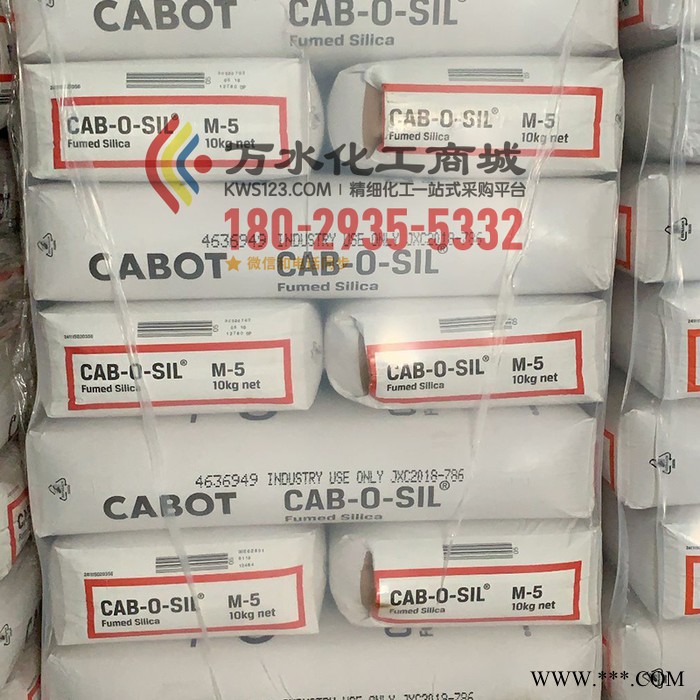 CABOT CAB-O-SIL
Fumed Silica
CAB-O-SIL® M-5
Fumed Silica 10kg net
CAB-O-SIL® M-5
Fumed Silica 10kg net
万水化工商城
KWS123.COM|精细化工一站式采购平台
180-2935-5332
4636949 INDUSTRY USE ONLY JXC2018-786
CABOT CAB-O-SIL®
Fumed Silica
CAB-O-SIL® M-5
Fumed Silica 10kg net
CAB-O-SIL® M-5
Fumed Silica 10kg net
4636949 INDUSTRY USE ONLY JXC2018-786
CABOT CAB-O-SIL®
Fumed Silica
CAB-O-SIL® M-5
Fumed Silica 10kg net
CAB-O-SIL® M-5
Fumed Silica 10kg net
INDUSTRY USE ONLY
WWW.***.COM